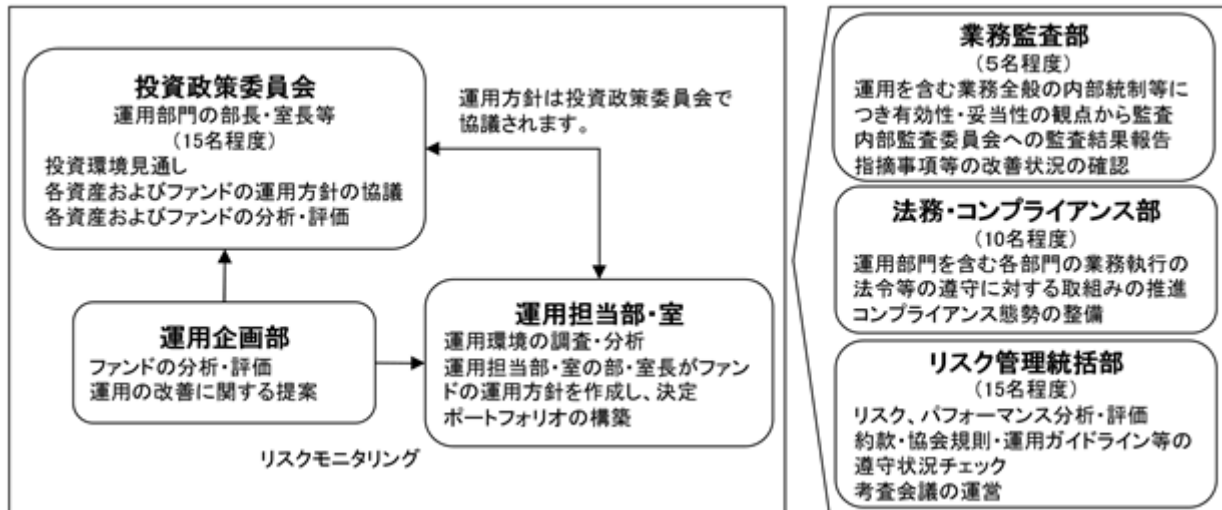 投資政策委員会
運用部門の部長・室長等
(15名程度)
投資環境見通し
各資産およびファンドの運用方針の協議
各資産およびファンドの分析・評価
運用方針は投資政策委員会で
協議されます。
運用企画部
ファンドの分析・評価
運用の改善に関する提案
運用担当部・室
運用環境の調査・分析
運用担当部・室の部・室長がファン
ドの運用方針を作成し、決定
ポートフォリオの構築
リスクモニタリング
業務監査部
(5名程度)
運用を含む業務全般の内部統制等に
つき有効性・妥当性の観点から監査
内部監査委員会への監査結果報告
指摘事項等の改善状況の確認
法務・コンプライアンス部
(10名程度)
運用部門を含む各部門の業務執行の
法令等の遵守に対する取組みの推進
コンプライアンス態勢の整備
リスク管理統括部
(15名程度)
リスク、パフォーマンス分析・評価
約款・協会規則・運用ガイドライン等の
遵守状況チェック
考査会議の運営